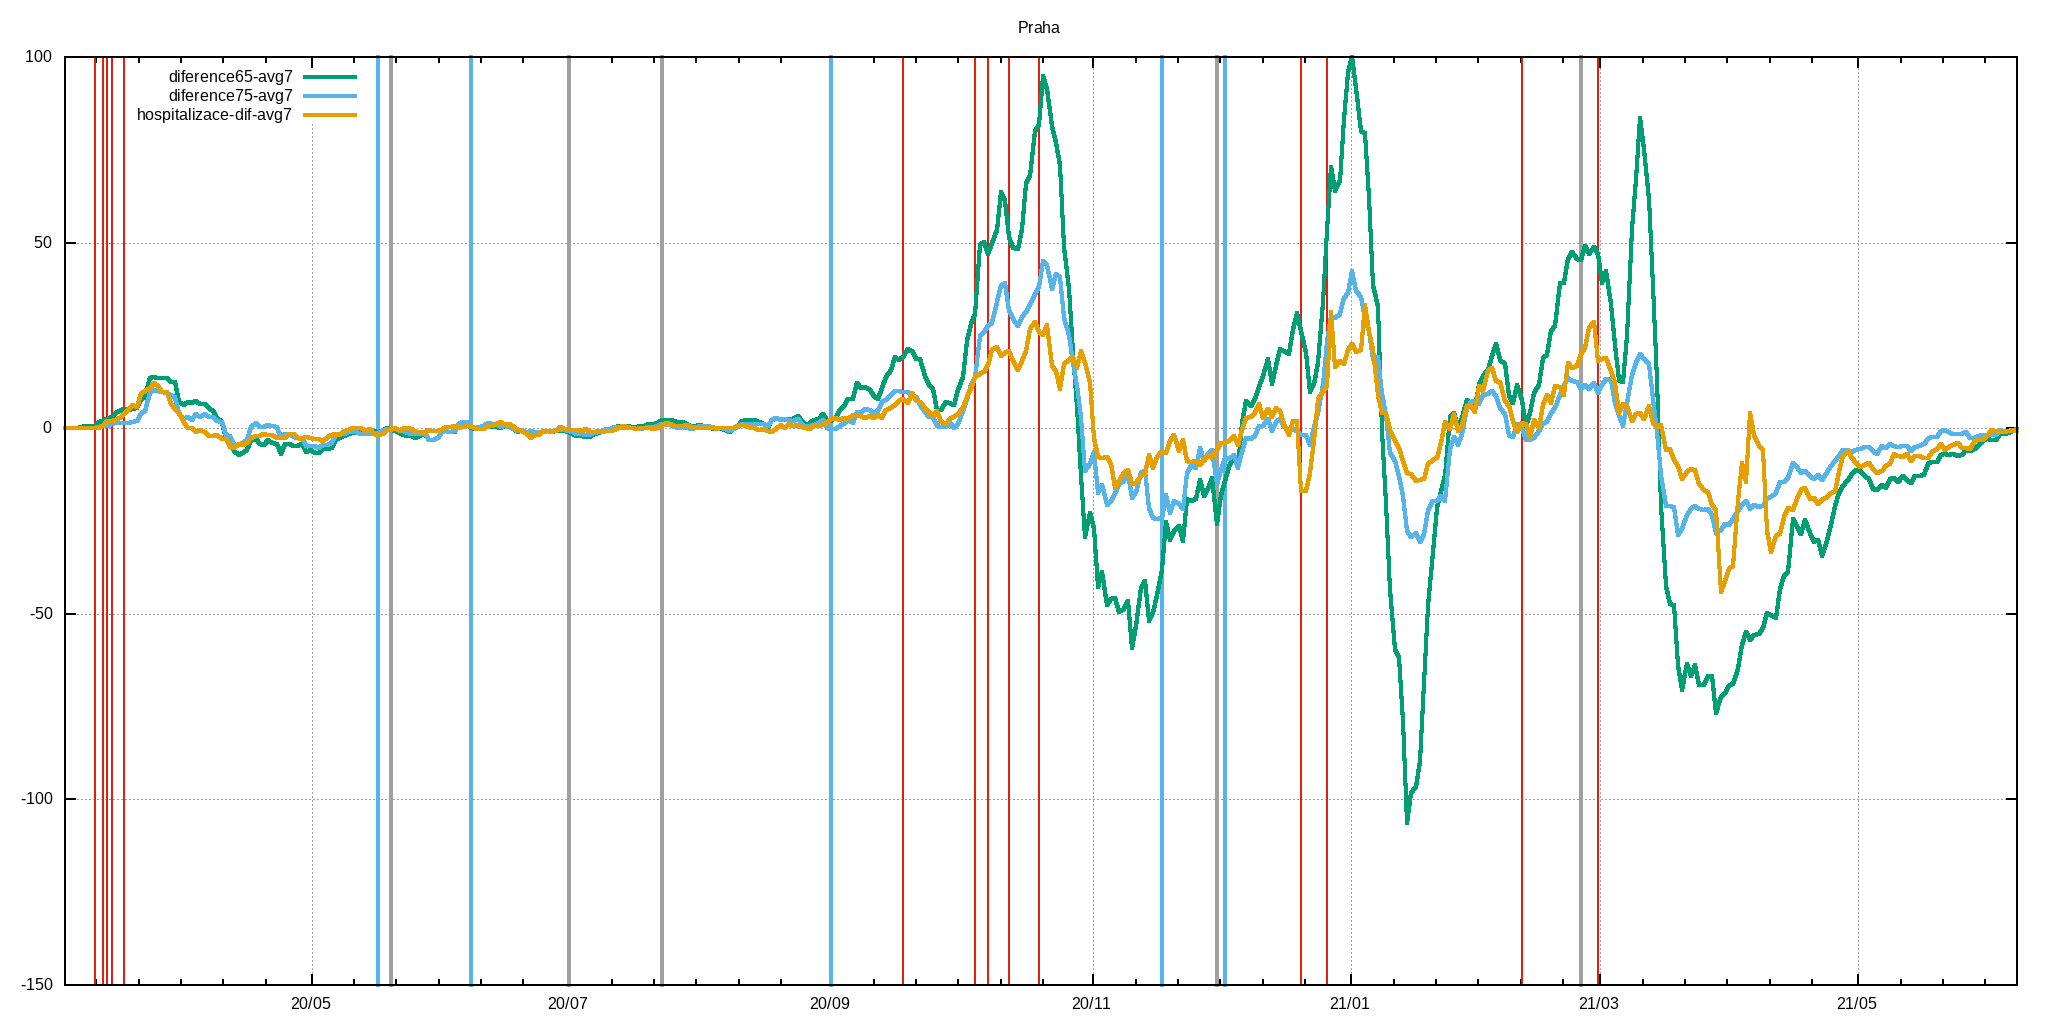 Praha
100
diference65-avg7
diference75-avg7
hospitalizace-dif-avg7
50
0
-50
-100
-150
20/05 20/07 20/09 20/11 21/01 21/03 21/05